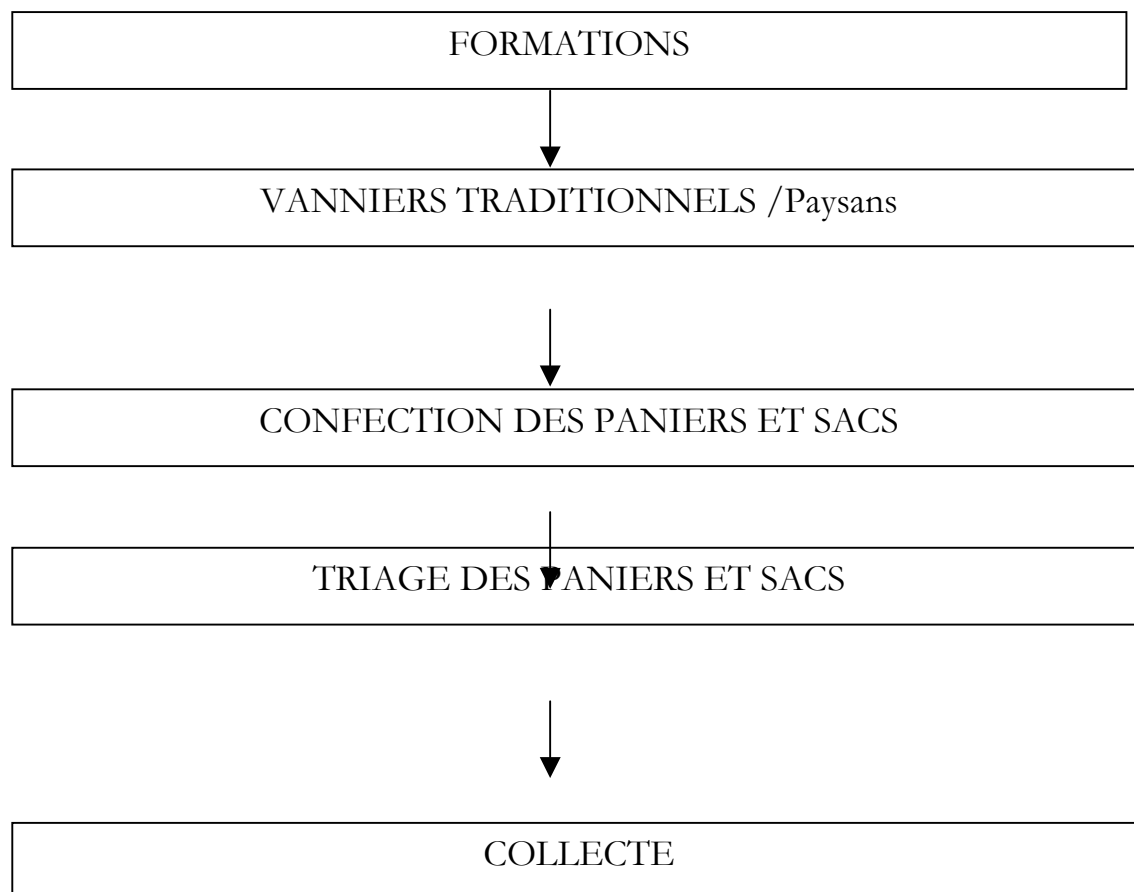 FORMATIONS
VANNIERS TRADITIONNELS /Paysans
CONFECTION DES PANIERS ET SACS
TRIAGE DES PANIERS ET SACS
COLLECTE